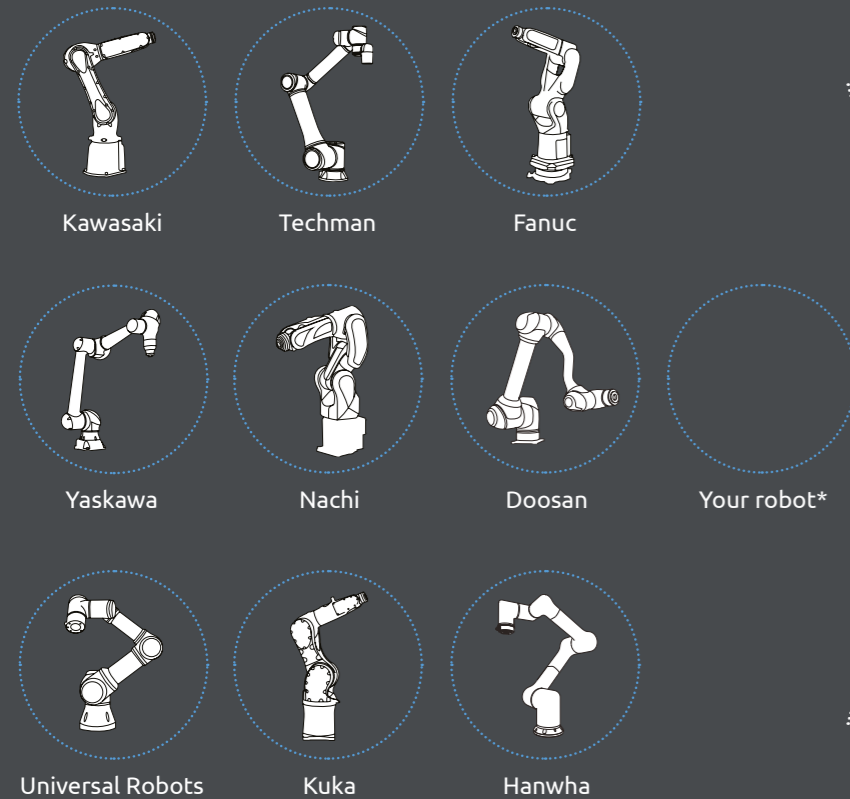 Kawasaki
Techman
Fanuc
Yaskawa
Nachi
Doosan
Your robot*
Universal Robots
Kuka
Hanwha